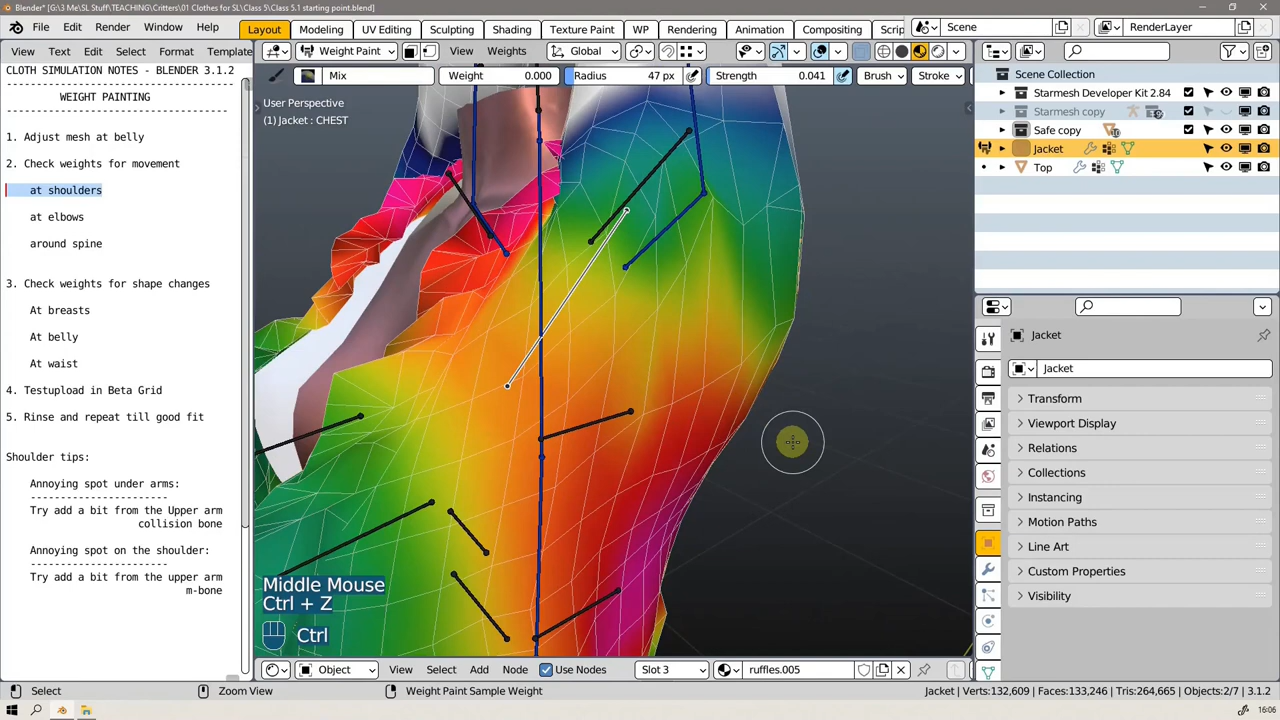 Blender* [G:\3 Me\SL Stuff\TEACHING\Critters\01 Clothes for SL\Class 5\Class 5.1 starting point.blend]
File Edit Render Window Help
Layout Modeling UV Editing Sculpting Shading Texture Paint WP Rendering Animation Compositing Scrip
Scene RenderLayer
View Text Edit Select Format Template
Weight Paint View Weights Global
Mix Weight 0.000 Radius 47 px Strength 0.041 Brush Stroke
CLOTH SIMULATION NOTES - BLENDER 3.1.2
WEIGHT PAINTING
1. Adjust mesh at belly
2. Check weights for movement
at shoulders
at elbows
around spine
3. Check weights for shape changes
At breasts
At belly
At waist
4. Testupload in Beta Grid
5. Rinse and repeat till good fit
Shoulder tips:
Annoying spot under arms:
Try add a bit from the Upper arm
collision bone
Annoying spot on the shoulder:
Try add a bit from the upper arm
m-bone
User Perspective
(1) Jacket : CHEST
Middle Mouse
Ctrl + Z
Ctrl
Scene Collection
Starmesh Developer Kit 2.84
Starmesh copy
Safe copy
Jacket
Top
Jacket
Jacket
Transform
Viewport Display
Relations
Collections
Instancing
Motion Paths
Line Art
Custom Properties
Visibility
Object View Select Add Node Use Nodes Slot 3 ruffles.005
Select Zoom View Weight Paint Sample Weight Jacket | Verts:132,609 | Faces:133,246 | Tris:264,665 | Objects:2/7 | 3.1.2
16:06